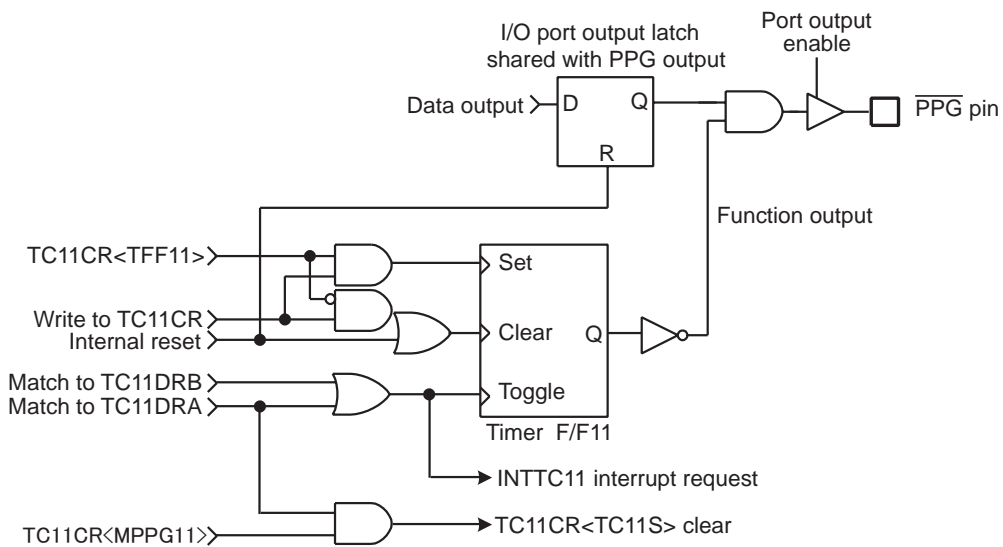 I/O port output latch
shared with PPG output
Port output
enable
Data output
D
Q
R
PPG pin
Function output
TC11CR<TFF11>
Set
Write to TC11CR
Internal reset
Clear
Q
Match to TC11DRB
Match to TC11DRA
Toggle
Timer F/F11
INTTC11 interrupt request
TC11CR<TC11S> clear
TC11CR<MPPG11>